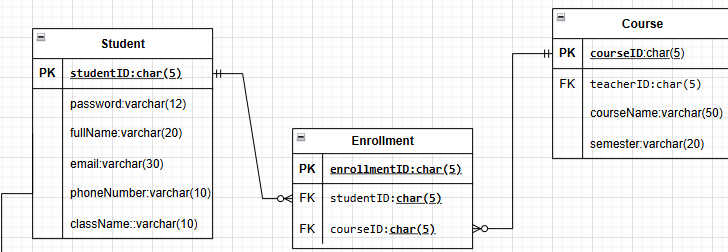 Student
PK studentID:char(5)
password:varchar(12)
fullName:varchar(20)
email:varchar(30)
phoneNumber:varchar(10)
className::varchar(10)
Enrollment
PK enrollmentID:char(5)
FK studentID:char(5)
FK courseID:char(5)
Course
PK courseID:char(5)
FK teacherID:char(5)
courseName:varchar(50)
semester:varchar(20)